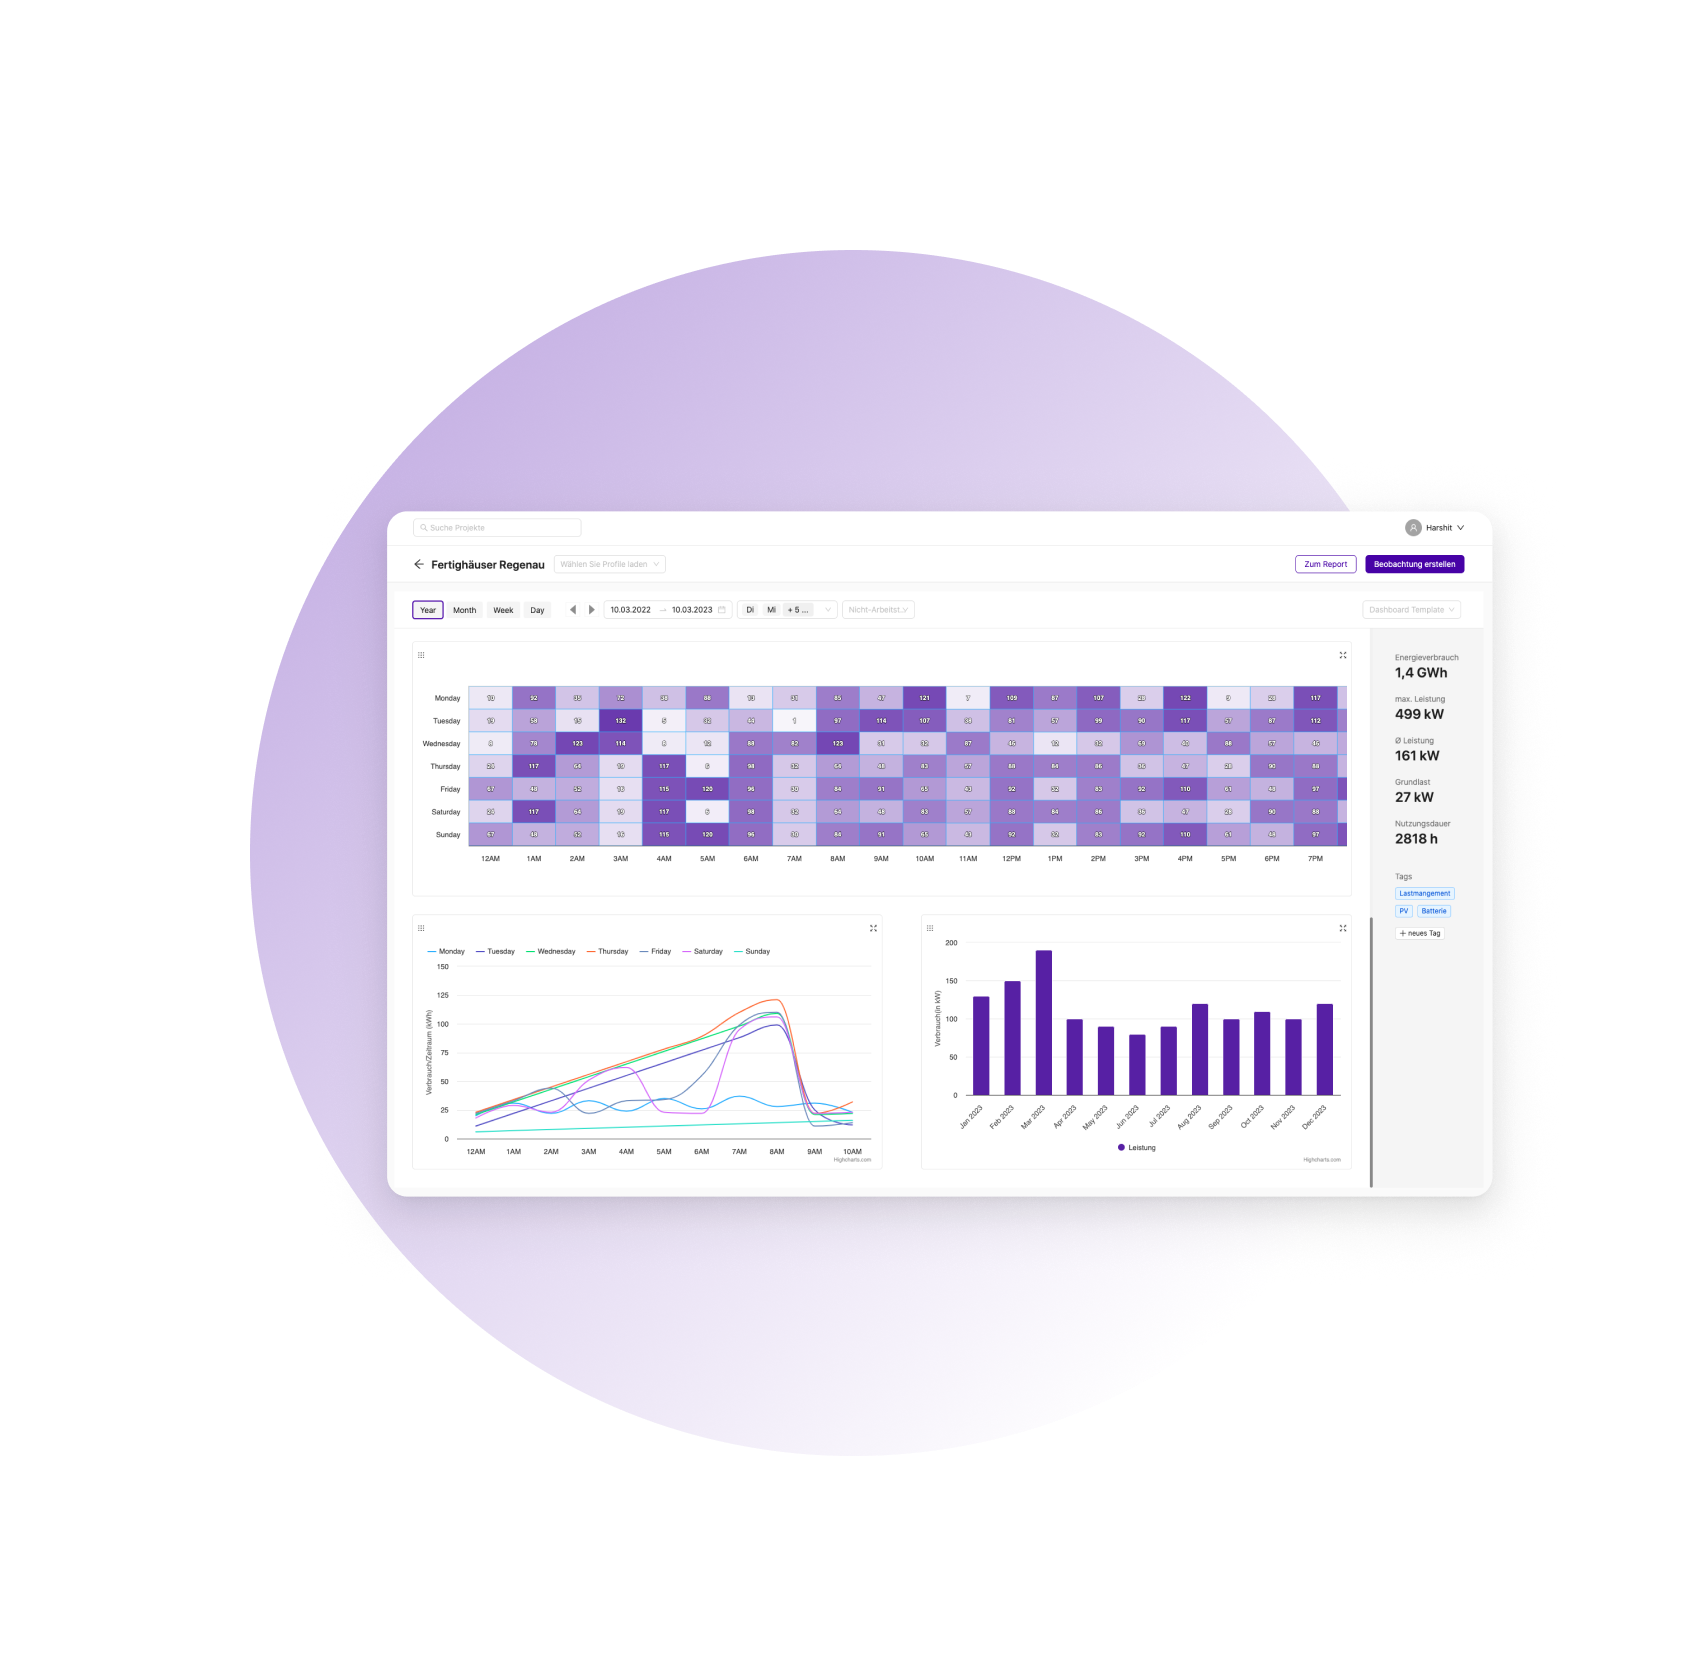 Suche Projekte
Harshit
Fertighäuser Regenau
Wählen Sie Profile laden
Zum Report
Beobachtung erstellen
Year Month Week Day
10.03.2022 → 10.03.2023
Di Mi + 5 ...
Nicht-Arbeitst..
Dashboard Template
Monday 10 92 35 72 38 88 13 31 85 47 121 7 109 87 107 28 122 9 28 117
Tuesday 19 58 15 132 5 32 44 1 97 114 107 38 81 57 99 90 117 57 87 112
Wednesday 8 78 123 114 8 12 88 82 123 31 32 87 46 12 32 69 40 88 57 46
Thursday 24 117 64 19 117 6 98 32 64 48 83 57 88 84 86 36 47 28 90 88
Friday 67 48 52 16 115 120 96 30 84 91 65 43 92 32 83 92 110 61 48 97
Saturday 24 117 64 19 117 6 98 32 64 48 83 57 88 84 86 36 47 28 90 88
Sunday 67 48 52 16 115 120 96 30 84 91 65 43 92 32 83 92 110 61 48 97
12AM 1AM 2AM 3AM 4AM 5AM 6AM 7AM 8AM 9AM 10AM 11AM 12PM 1PM 2PM 3PM 4PM 5PM 6PM 7PM
Energieverbrauch
1,4 GWh
max. Leistung
499 kW
Ø Leistung
161 kW
Grundlast
27 kW
Nutzungsdauer
2818 h
Tags
Lastmangement
PV Batterie
+ neues Tag
Monday Tuesday Wednesday Thursday Friday Saturday Sunday
Verbrauch/Zeitraum (kWh)
150
125
100
75
50
25
0
12AM 1AM 2AM 3AM 4AM 5AM 6AM 7AM 8AM 9AM 10AM
Highcharts.com
Verbrauch(in kW)
200
150
100
50
0
Jan 2023 Feb 2023 Mar 2023 Apr 2023 May 2023 Jun 2023 Jul 2023 Aug 2023 Sep 2023 Oct 2023 Nov 2023 Dec 2023
Leistung
Highcharts.com